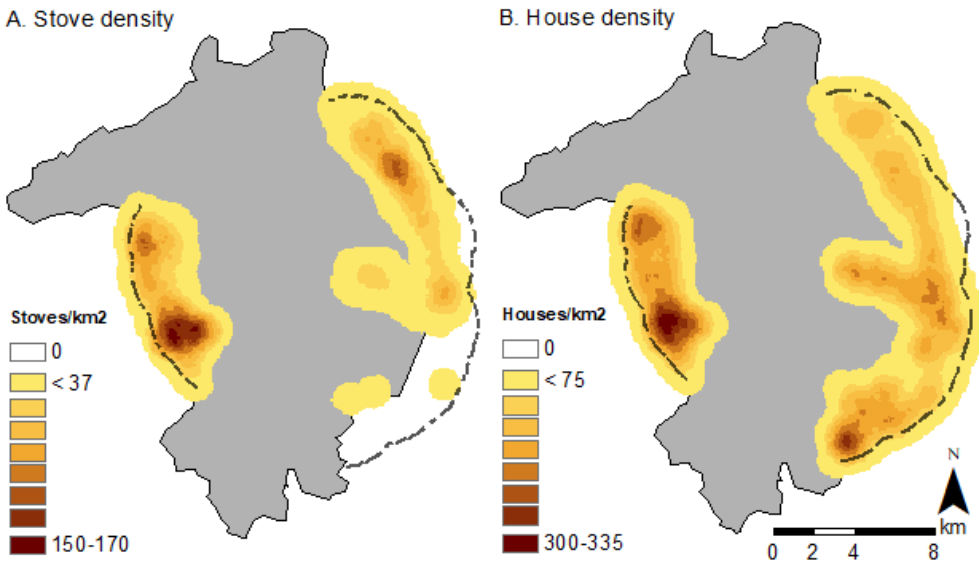 A. Stove density
B. House density
Stoves/km2
0
< 37
150-170
Houses/km2
0
< 75
300-335
N
km
0 2 4 8